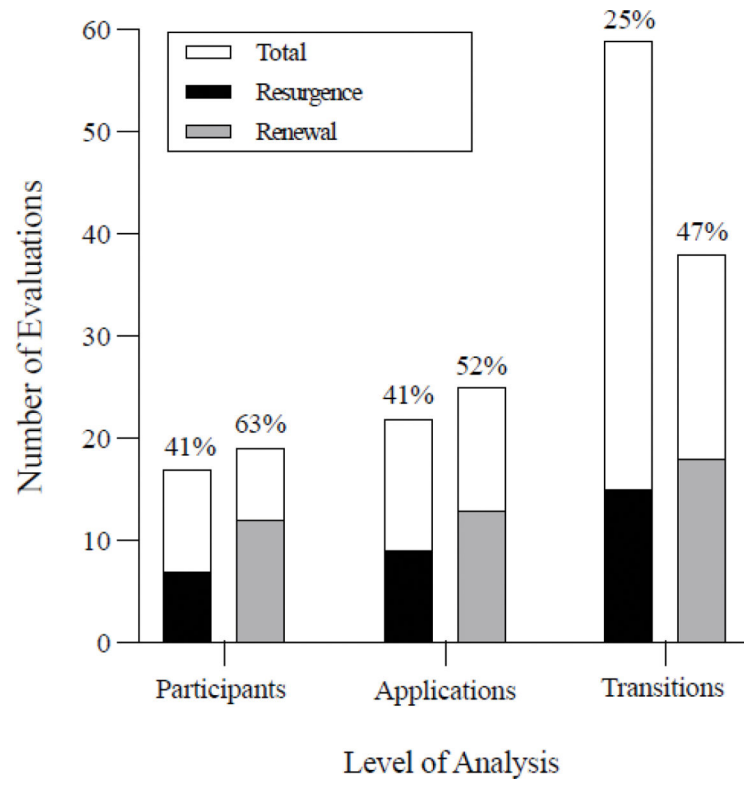 60
50
40
30
20
10
0
Number of Evaluations
Total
Resurgence
Renewal
41%
63%
41%
52%
25%
47%
Participants
Applications
Transitions
Level of Analysis